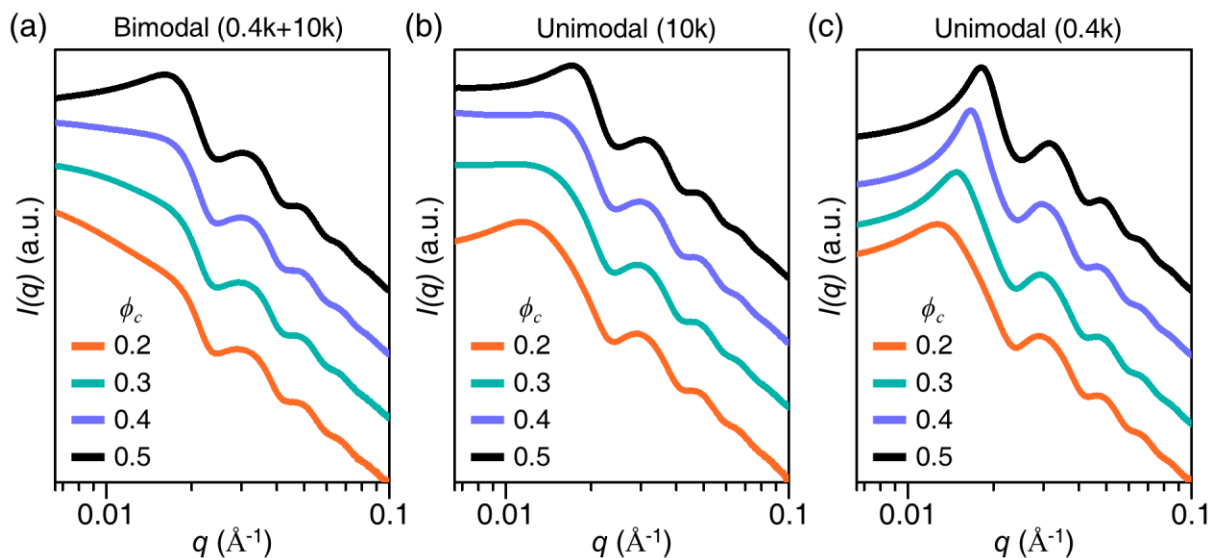 (a) Bimodal (0.4k+10k)
I(q) (a.u.)
ϕc
0.2
0.3
0.4
0.5
0.01 0.1
q (Å-1)
(b) Unimodal (10k)
I(q) (a.u.)
ϕc
0.2
0.3
0.4
0.5
0.01 0.1
q (Å-1)
(c) Unimodal (0.4k)
I(q) (a.u.)
ϕc
0.2
0.3
0.4
0.5
0.01 0.1
q (Å-1)